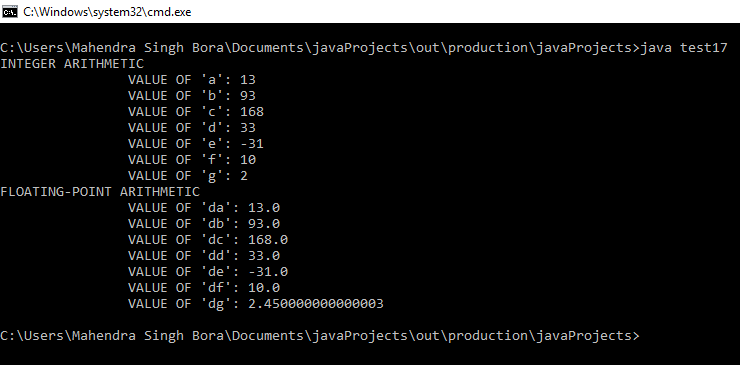 C:\Windows\system32\cmd.exe
C:\Users\Mahendra Singh Bora\Documents\javaProjects\out\production\javaProjects>java test17
INTEGER ARITHMETIC
VALUE OF 'a': 13
VALUE OF 'b': 93
VALUE OF 'c': 168
VALUE OF 'd': 33
VALUE OF 'e': -31
VALUE OF 'f': 10
VALUE OF 'g': 2
FLOATING-POINT ARITHMETIC
VALUE OF 'da': 13.0
VALUE OF 'db': 93.0
VALUE OF 'dc': 168.0
VALUE OF 'dd': 33.0
VALUE OF 'de': -31.0
VALUE OF 'df': 10.0
VALUE OF 'dg': 2.450000000000003
C:\Users\Mahendra Singh Bora\Documents\javaProjects\out\production\javaProjects>